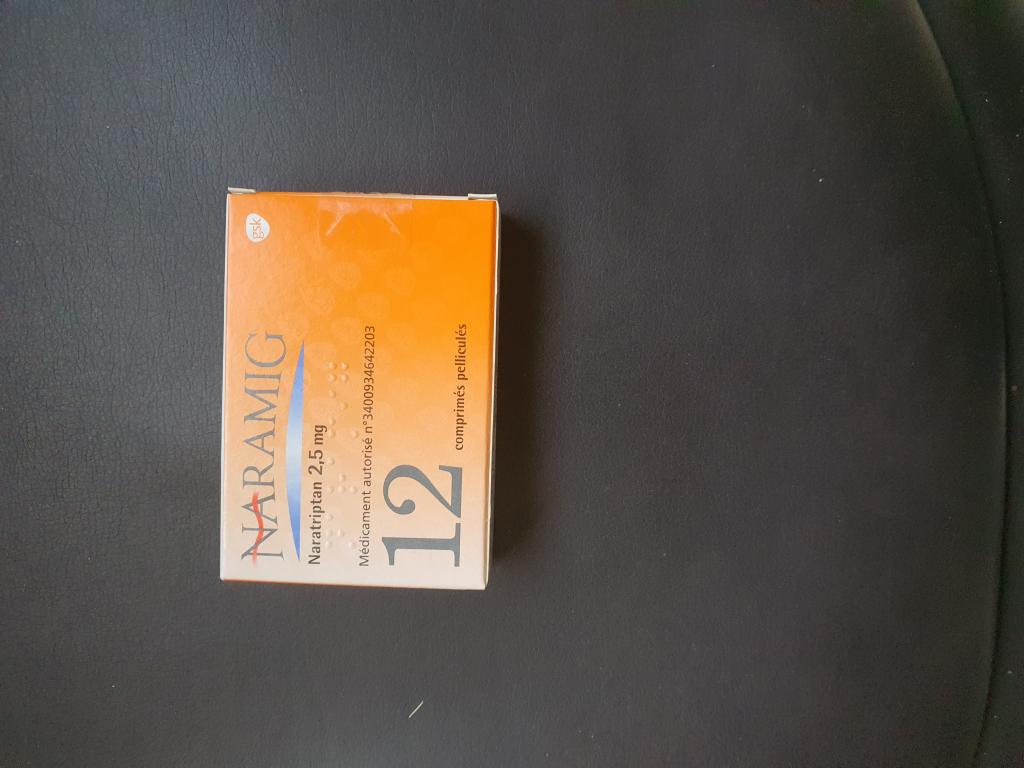 gsk
NARAMIG
Naratriptan 2,5 mg
Médicament autorisé n°3400934642203
12 comprimés pelliculés